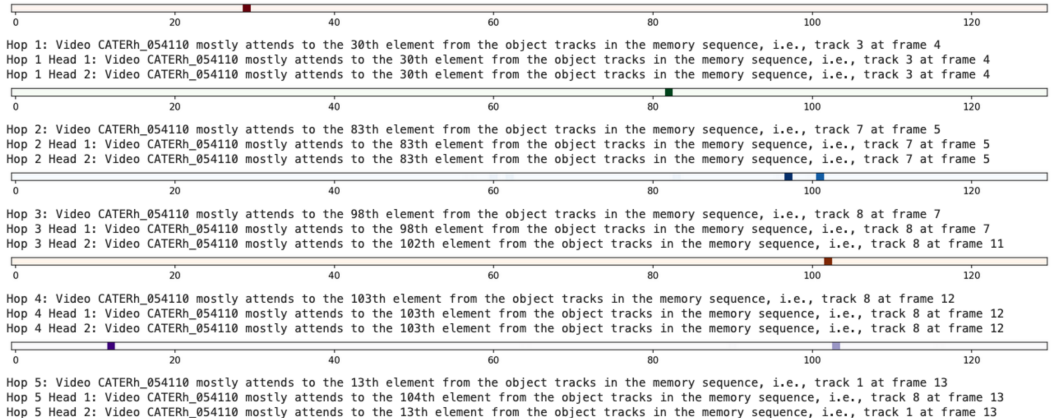 0 20 40 60 80 100 120
Hop 1: Video CATERh_054110 mostly attends to the 30th element from the object tracks in the memory sequence, i.e., track 3 at frame 4
Hop 1 Head 1: Video CATERh_054110 mostly attends to the 30th element from the object tracks in the memory sequence, i.e., track 3 at frame 4
Hop 1 Head 2: Video CATERh_054110 mostly attends to the 30th element from the object tracks in the memory sequence, i.e., track 3 at frame 4
0 20 40 60 80 100 120
Hop 2: Video CATERh_054110 mostly attends to the 83th element from the object tracks in the memory sequence, i.e., track 7 at frame 5
Hop 2 Head 1: Video CATERh_054110 mostly attends to the 83th element from the object tracks in the memory sequence, i.e., track 7 at frame 5
Hop 2 Head 2: Video CATERh_054110 mostly attends to the 83th element from the object tracks in the memory sequence, i.e., track 7 at frame 5
0 20 40 60 80 100 120
Hop 3: Video CATERh_054110 mostly attends to the 98th element from the object tracks in the memory sequence, i.e., track 8 at frame 7
Hop 3 Head 1: Video CATERh_054110 mostly attends to the 98th element from the object tracks in the memory sequence, i.e., track 8 at frame 7
Hop 3 Head 2: Video CATERh_054110 mostly attends to the 102th element from the object tracks in the memory sequence, i.e., track 8 at frame 11
0 20 40 60 80 100 120
Hop 4: Video CATERh_054110 mostly attends to the 103th element from the object tracks in the memory sequence, i.e., track 8 at frame 12
Hop 4 Head 1: Video CATERh_054110 mostly attends to the 103th element from the object tracks in the memory sequence, i.e., track 8 at frame 12
Hop 4 Head 2: Video CATERh_054110 mostly attends to the 103th element from the object tracks in the memory sequence, i.e., track 8 at frame 12
0 20 40 60 80 100 120
Hop 5: Video CATERh_054110 mostly attends to the 13th element from the object tracks in the memory sequence, i.e., track 1 at frame 13
Hop 5 Head 1: Video CATERh_054110 mostly attends to the 104th element from the object tracks in the memory sequence, i.e., track 8 at frame 13
Hop 5 Head 2: Video CATERh_054110 mostly attends to the 13th element from the object tracks in the memory sequence, i.e., track 1 at frame 13